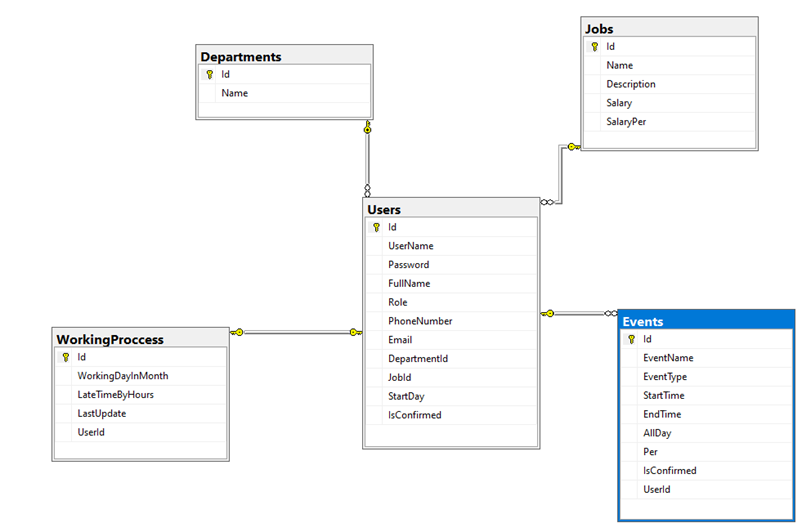 Departments
Id
Name
Jobs
Id
Name
Description
Salary
SalaryPer
Users
Id
UserName
Password
FullName
Role
PhoneNumber
Email
DepartmentId
JobId
StartDay
IsConfirmed
WorkingProccess
Id
WorkingDayInMonth
LateTimeByHours
LastUpdate
UserId
Events
Id
EventName
EventType
StartTime
EndTime
AllDay
Per
IsConfirmed
UserId